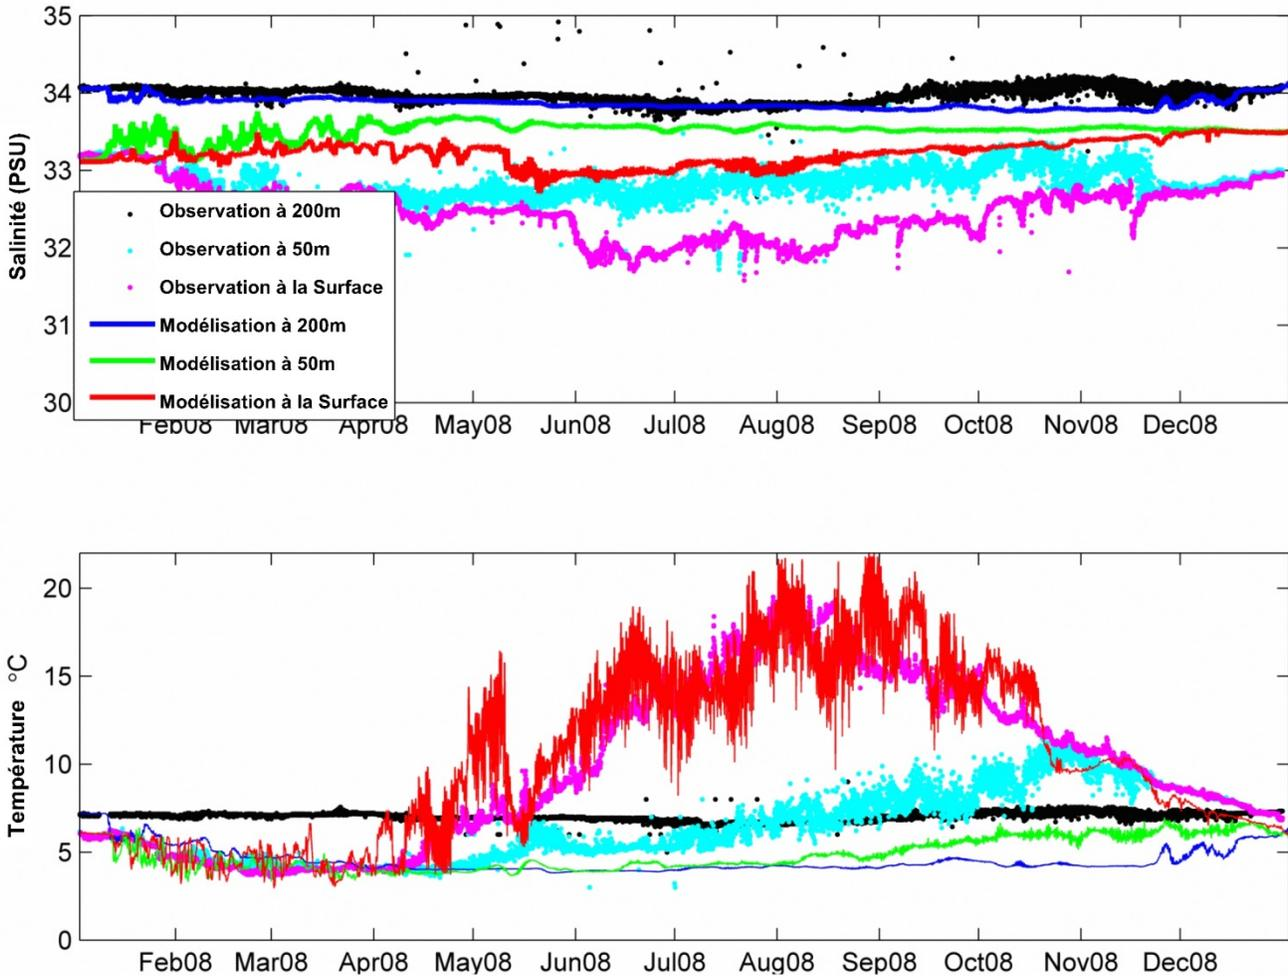 35
34
33
32
31
30
Salinité (PSU)
Observation à 200m
Observation à 50m
Observation à la Surface
Modélisation à 200m
Modélisation à 50m
Modélisation à la Surface
Feb08 Mar08 Apr08 May08 Jun08 Jul08 Aug08 Sep08 Oct08 Nov08 Dec08
20
15
10
5
0
Température °C
Feb08 Mar08 Apr08 May08 Jun08 Jul08 Aug08 Sep08 Oct08 Nov08 Dec08